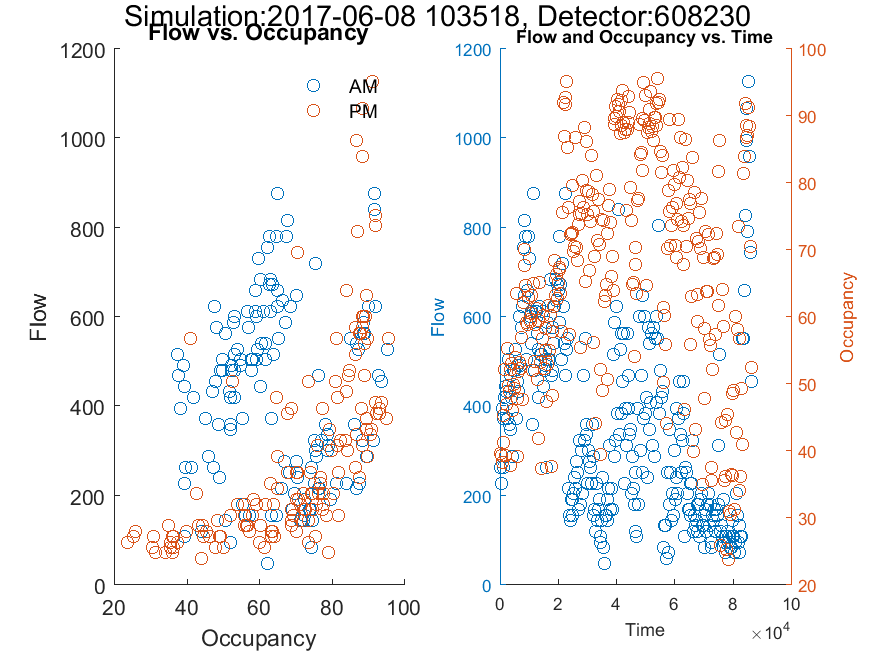 Simulation:2017-06-08 103518, Detector:608230
Flow vs. Occupancy
1200
1000
800
600
400
200
0
20 40 60 80 100
Flow
Occupancy
AM
PM
Flow and Occupancy vs. Time
1200
1000
800
600
400
200
0
Flow
100
90
80
70
60
50
40
30
20
Occupancy
0 2 4 6 8 10
×10^4
Time